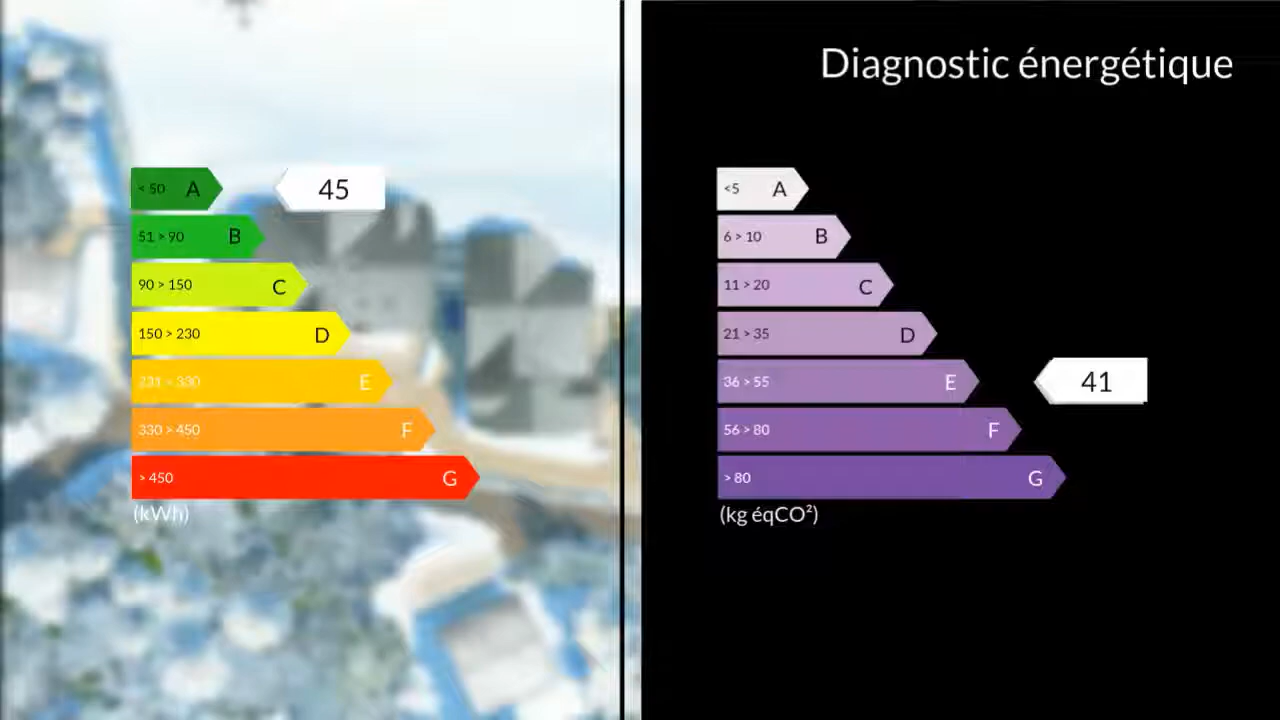 Diagnostic énergétique
< 50 A 45
51 > 90 B
90 > 150 C
150 > 230 D
231 > 330 E
330 > 450 F
> 450 G
(kWh)
<5 A
6 > 10 B
11 > 20 C
21 > 35 D
36 > 55 E 41
56 > 80 F
> 80 G
(kg éqCO²)